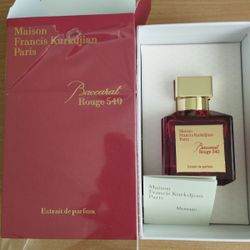 Maison
Francis Kurkdjian
Paris
Baccarat
Rouge 540
Extrait de parfum
Maison
Francis Kurkdjian
Paris
Baccarat
Rouge 540
Extrait de parfum
Maison
Francis Kurkdjian
Paris